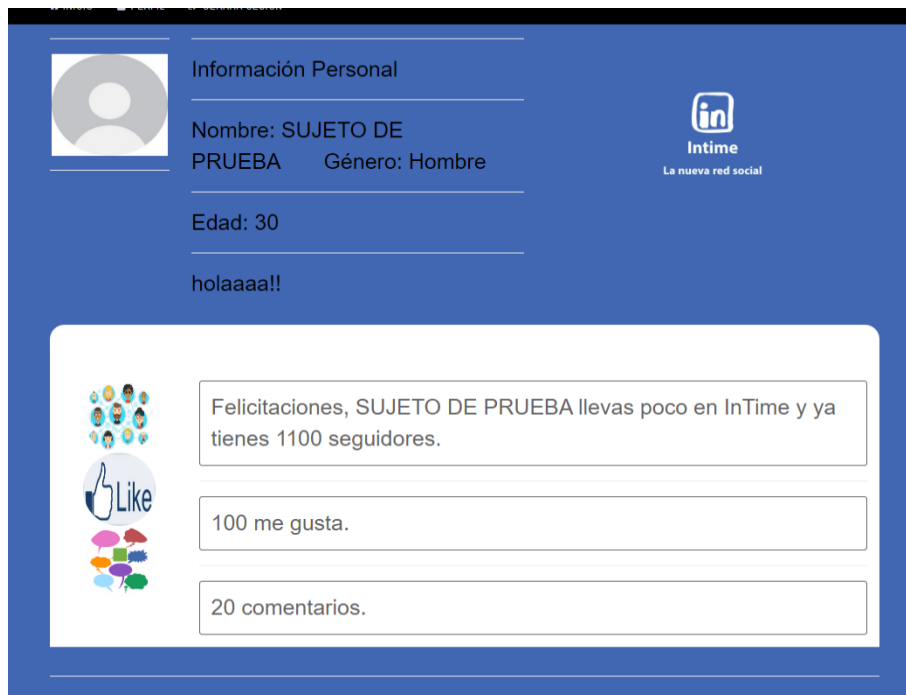 Información Personal
Nombre: SUJETO DE
PRUEBA Género: Hombre
in
Intime
La nueva red social
Edad: 30
holaaaa!!
Felicitaciones, SUJETO DE PRUEBA llevas poco en InTime y ya
tienes 1100 seguidores.
Like
100 me gusta.
20 comentarios.